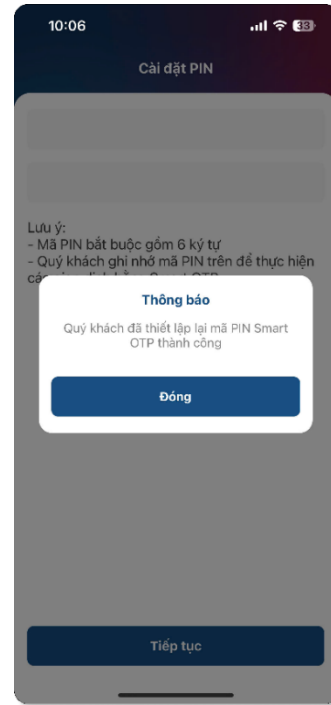 10:06
33
Cài đặt PIN
Lưu ý:
- Mã PIN bắt buộc gồm 6 ký tự
- Quý khách ghi nhớ mã PIN trên để thực hiện
Smart OTP
Thông báo
Quý khách đã thiết lập lại mã PIN Smart
OTP thành công
Đóng
Tiếp tục